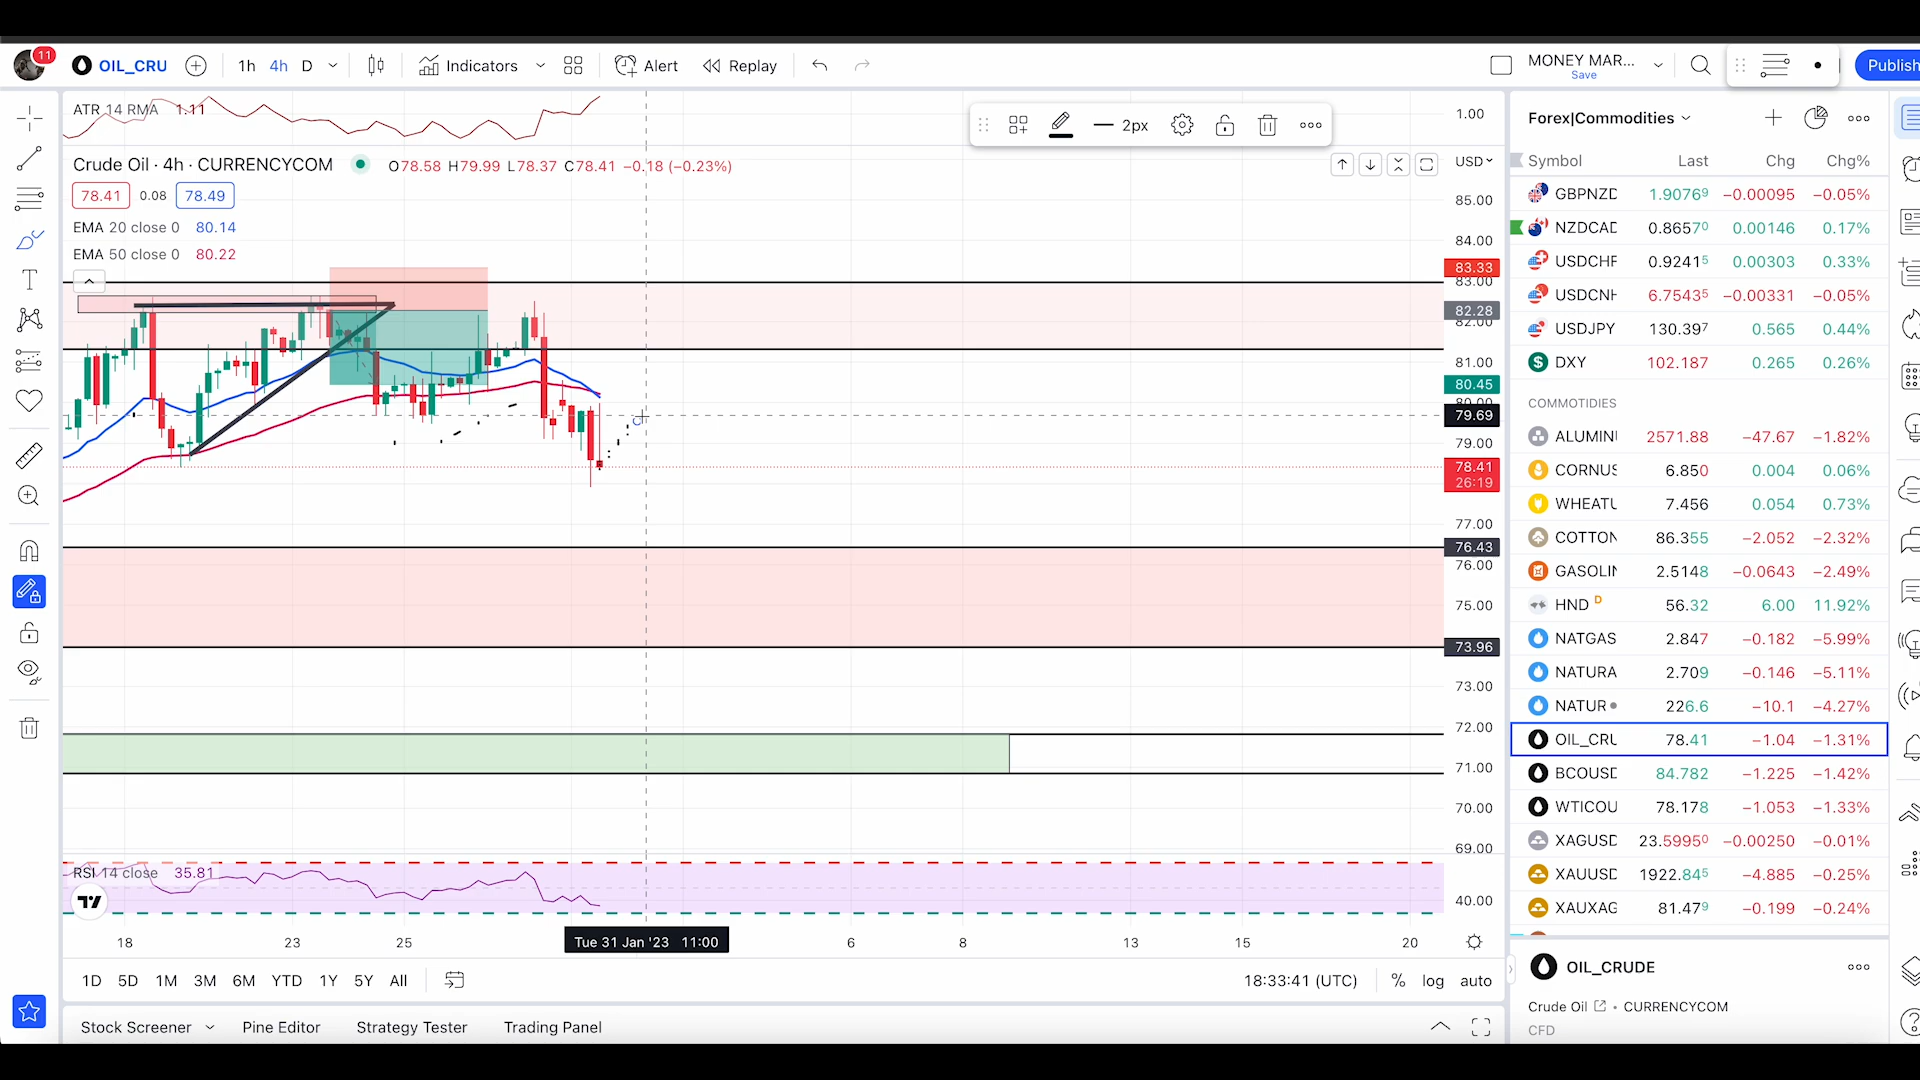 11
OIL_CRU
1h 4h D
Indicators
Alert
Replay
MONEY MAR...
Save
Publish
ATR 14 RMA 1.11
2px
Crude Oil · 4h · CURRENCYCOM O78.58 H79.99 L78.37 C78.41 −0.18 (−0.23%)
78.41 0.08 78.49
EMA 20 close 0 80.14
EMA 50 close 0 80.22
1.00
USD
85.00
84.00
83.33
83.00
82.28
82.00
81.00
80.45
80.00
79.69
79.00
78.41
26:19
77.00
76.43
76.00
75.00
73.96
73.00
72.00
71.00
70.00
69.00
RSI 14 close 35.81
40.00
18 23 25 Tue 31 Jan '23 11:00 6 8 13 15 20
1D 5D 1M 3M 6M YTD 1Y 5Y All
18:33:41 (UTC) % log auto
Stock Screener Pine Editor Strategy Tester Trading Panel
Forex|Commodities
Symbol Last Chg Chg%
GBPNZD 1.90769 −0.00095 −0.05%
NZDCAD 0.86570 0.00146 0.17%
USDCHF 0.92415 0.00303 0.33%
USDCNH 6.75435 −0.00331 −0.05%
USDJPY 130.397 0.565 0.44%
DXY 102.187 0.265 0.26%
COMMOTIDIES
ALUMINU 2571.88 −47.67 −1.82%
CORNUS 6.850 0.004 0.06%
WHEATU 7.456 0.054 0.73%
COTTON 86.355 −2.052 −2.32%
GASOLIN 2.5148 −0.0643 −2.49%
HND D 56.32 6.00 11.92%
NATGAS 2.847 −0.182 −5.99%
NATURA 2.709 −0.146 −5.11%
NATUR 226.6 −10.1 −4.27%
OIL_CRU 78.41 −1.04 −1.31%
BCOUSD 84.782 −1.225 −1.42%
WTICOU 78.178 −1.053 −1.33%
XAGUSD 23.59950 −0.00250 −0.01%
XAUUSD 1922.845 −4.885 −0.25%
XAUXAG 81.479 −0.199 −0.24%
OIL_CRUDE
Crude Oil · CURRENCYCOM
CFD